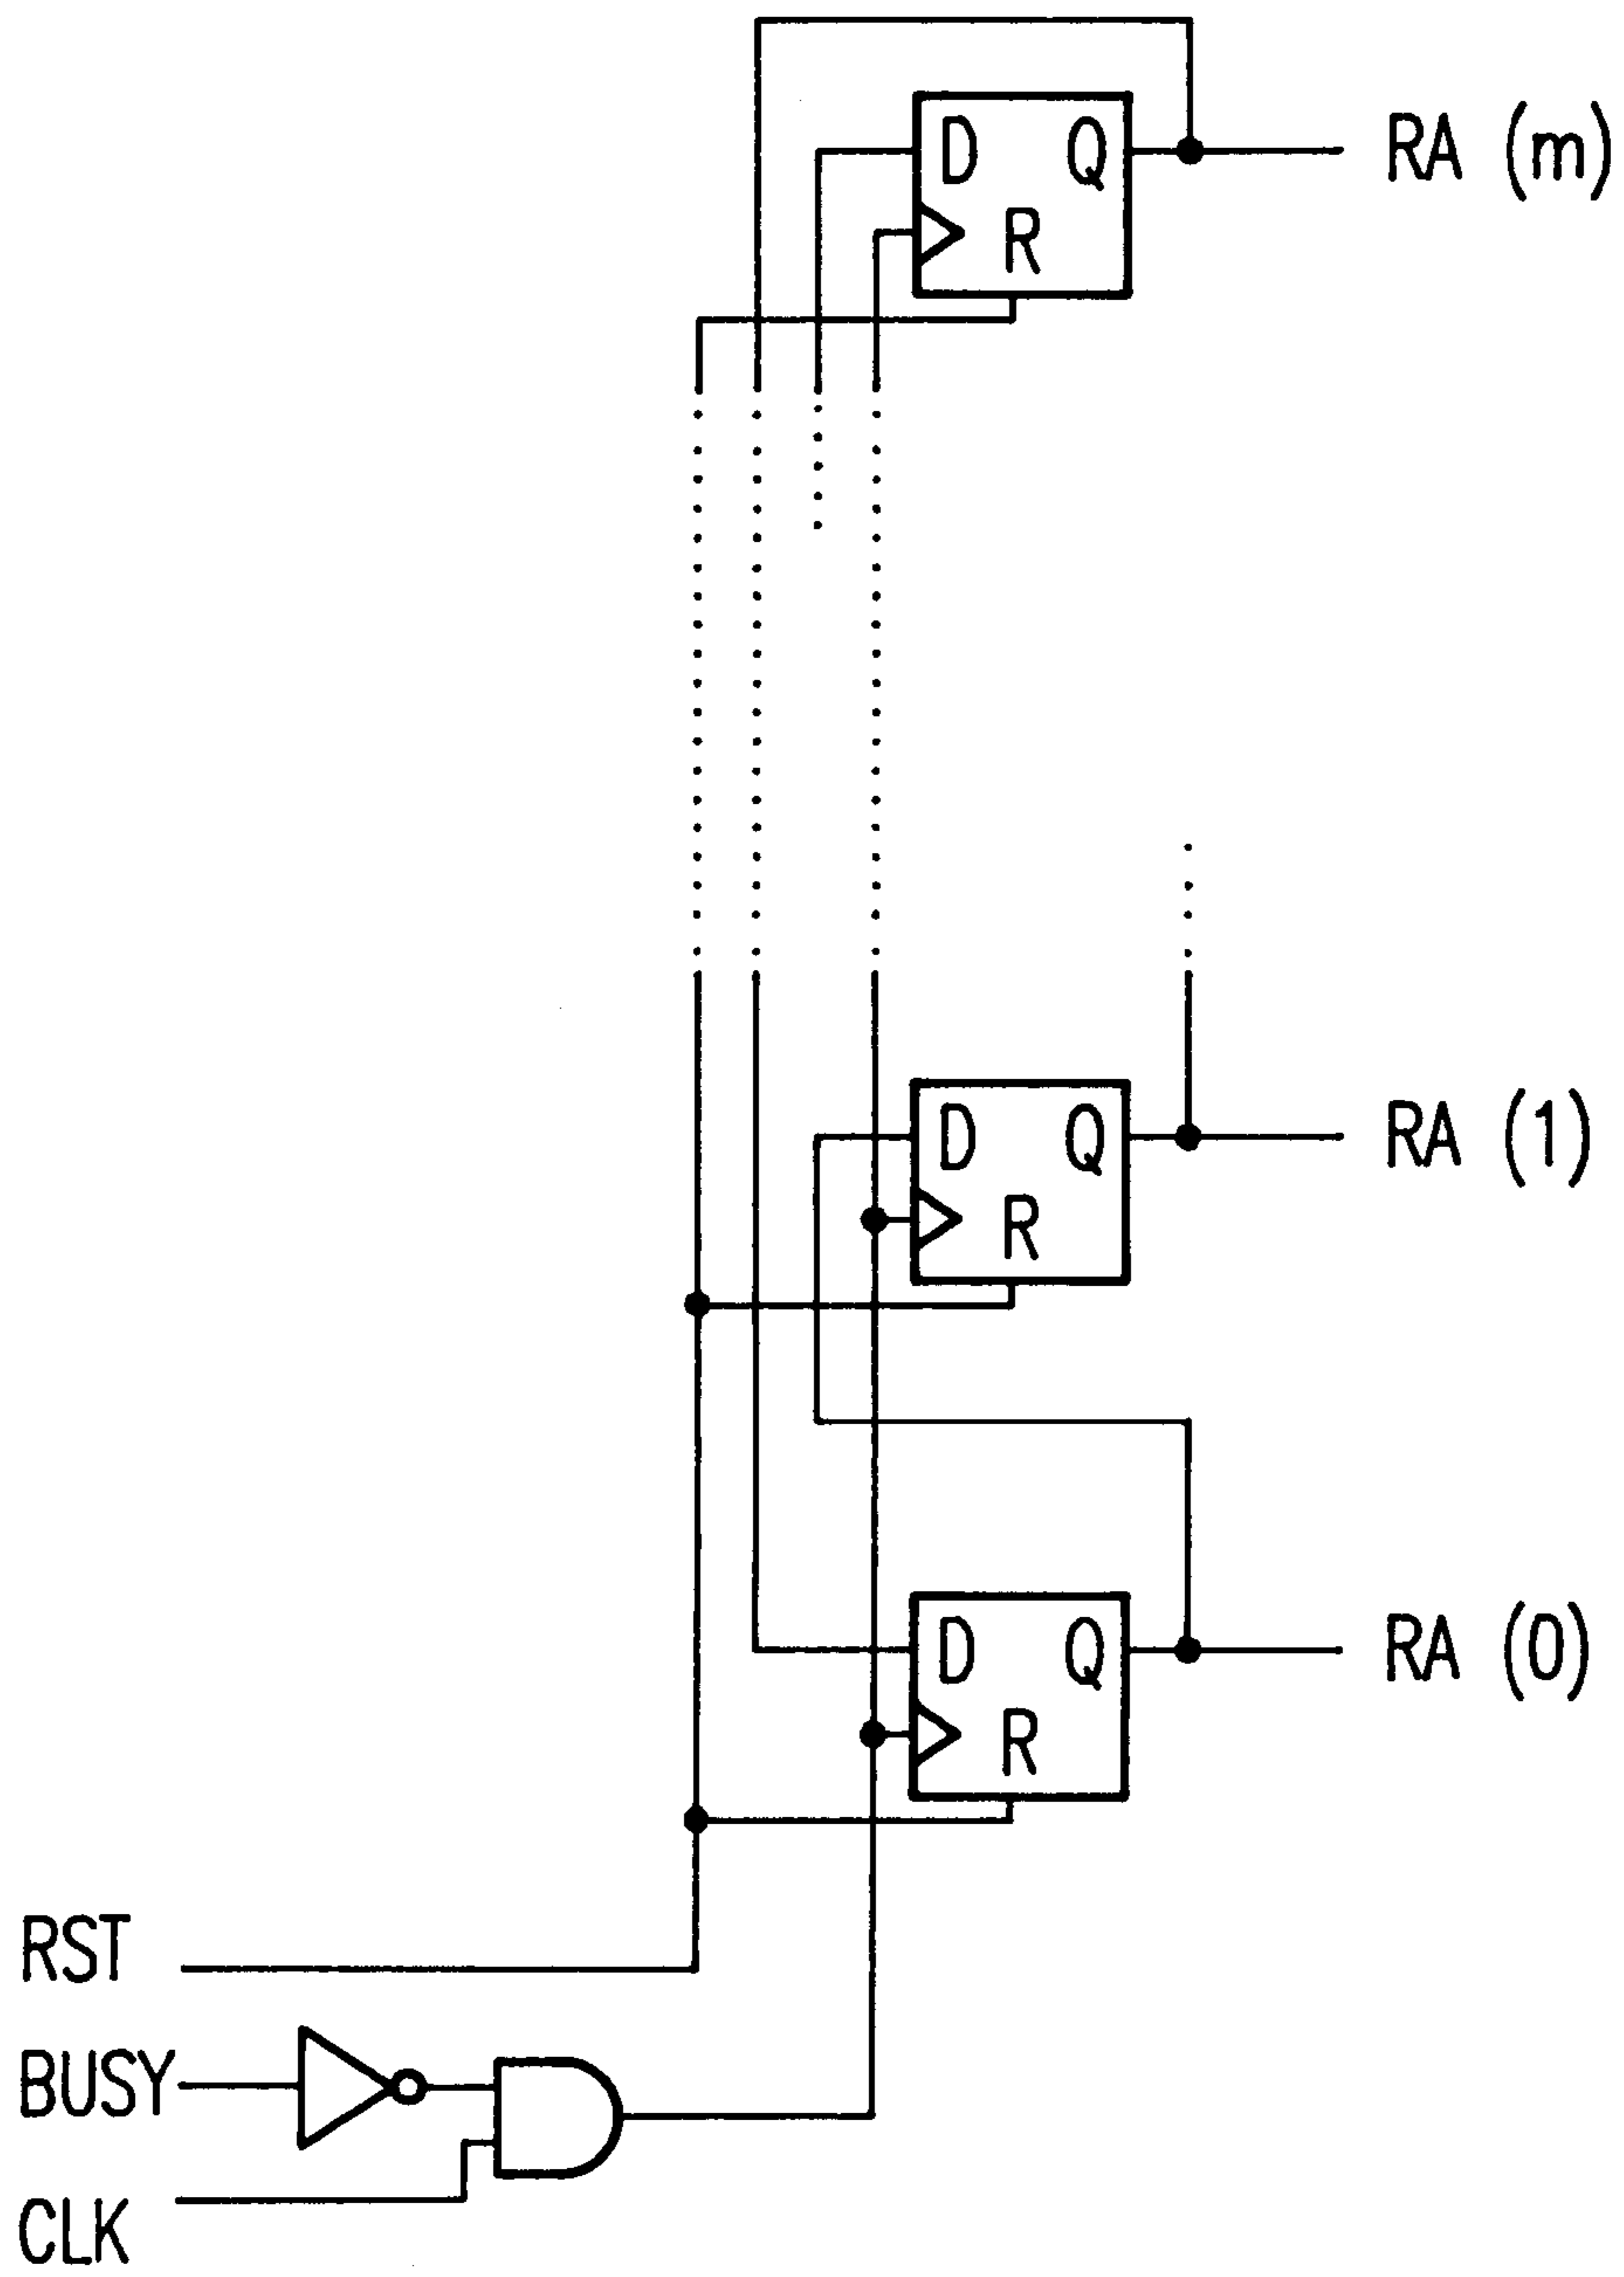 D Q RA (m)
R
D Q RA (1)
R
D Q RA (0)
R
RST
BUSY
CLK